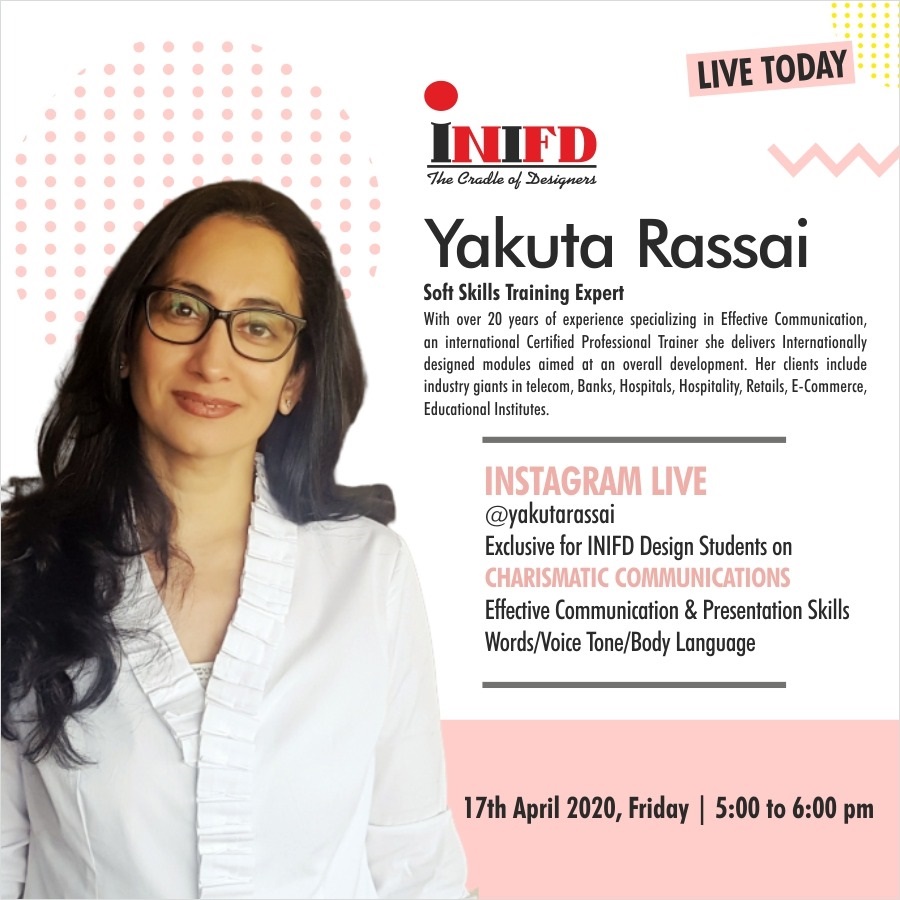 LIVE TODAY
INIFD
The Cradle of Designers
Yakuta Rassai
Soft Skills Training Expert
With over 20 years of experience specializing in Effective Communication,
an international Certified Professional Trainer she delivers Internationally
designed modules aimed at an overall development. Her clients include
industry giants in telecom, Banks, Hospitals, Hospitality, Retails, E-Commerce,
Educational Institutes.
INSTAGRAM LIVE
@yakutarassai
Exclusive for INIFD Design Students on
CHARISMATIC COMMUNICATIONS
Effective Communication & Presentation Skills
Words/Voice Tone/Body Language
17th April 2020, Friday | 5:00 to 6:00 pm